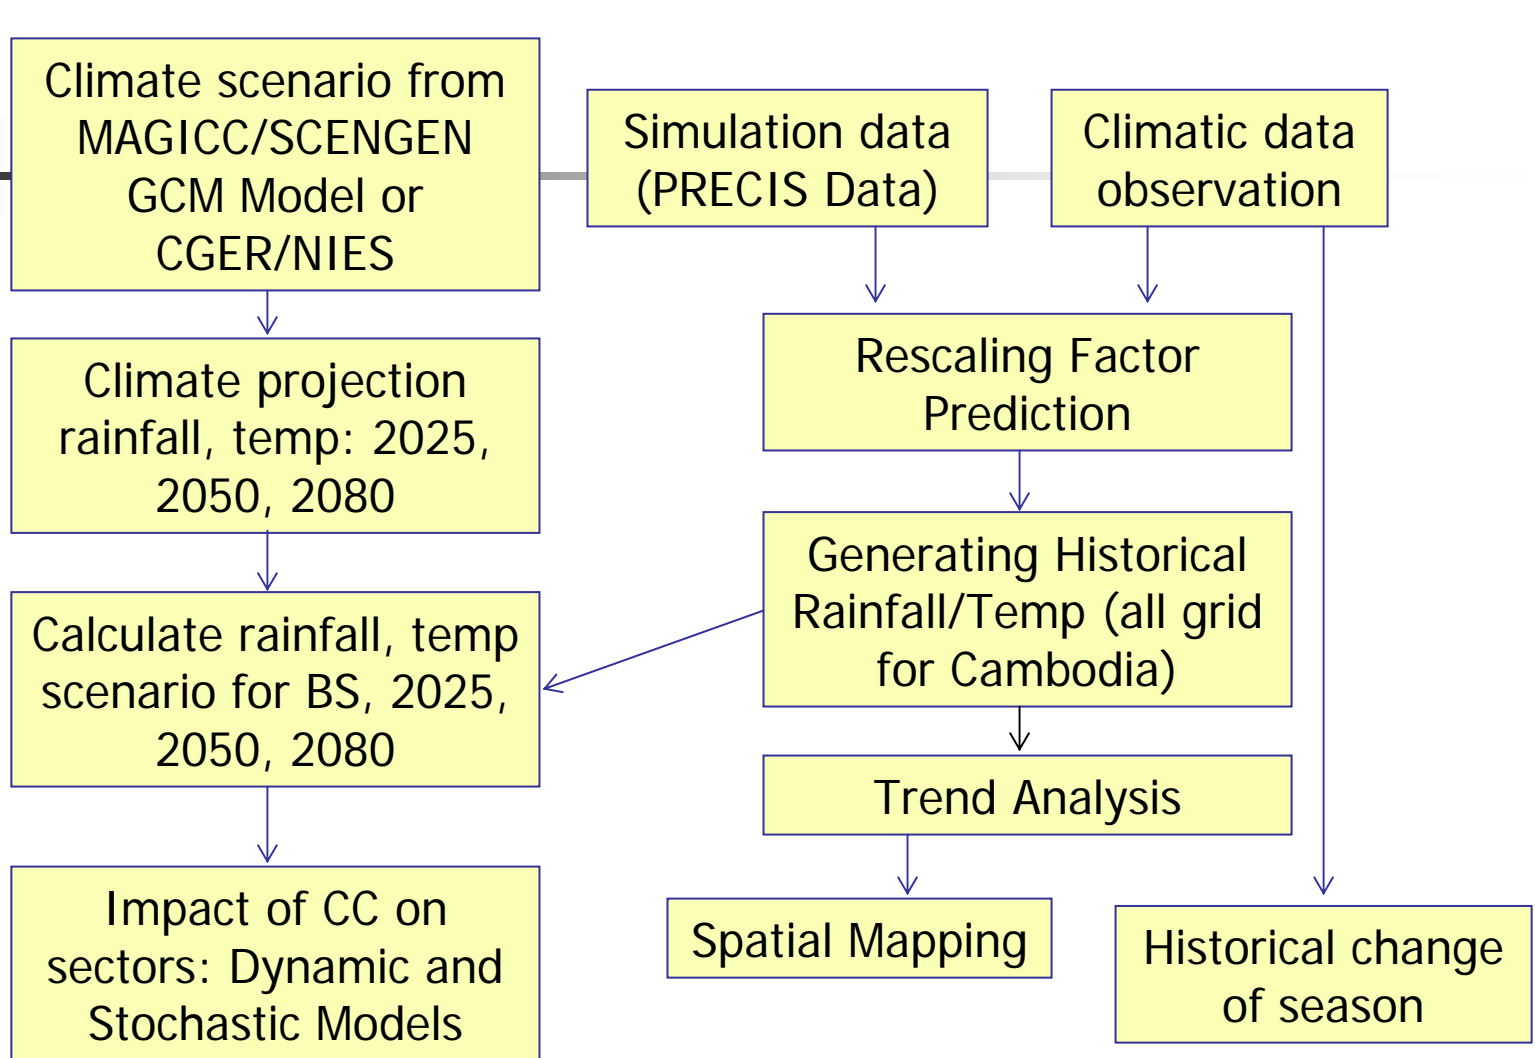 Climate scenario from
MAGICC/SCENGEN
GCM Model or
CGER/NIES
Simulation data
(PRECIS Data)
Climatic data
observation
Climate projection
rainfall, temp: 2025,
2050, 2080
Rescaling Factor
Prediction
Calculate rainfall, temp
scenario for BS, 2025,
2050, 2080
Generating Historical
Rainfall/Temp (all grid
for Cambodia)
Trend Analysis
Impact of CC on
sectors: Dynamic and
Stochastic Models
Spatial Mapping
Historical change
of season